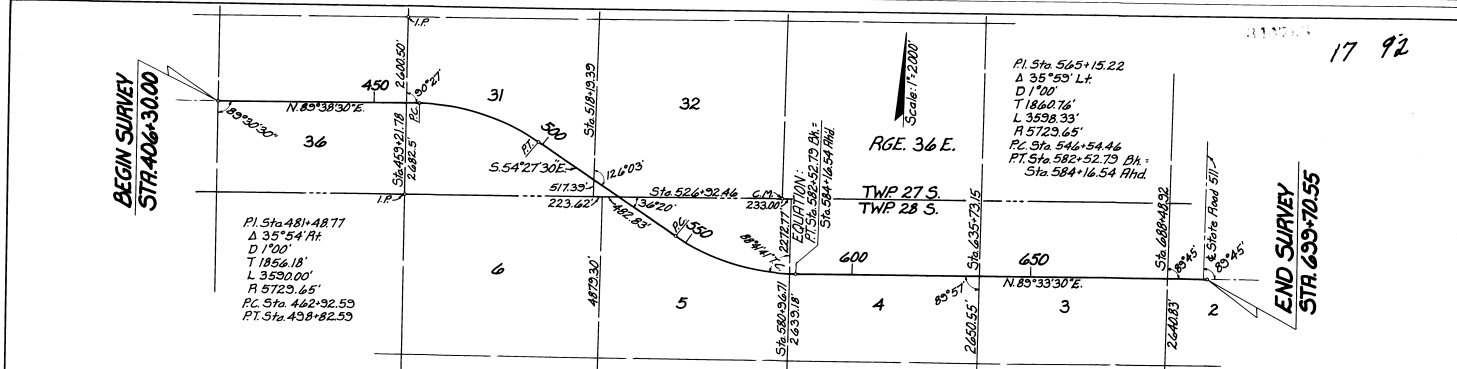 17 92
BEGIN SURVEY
STA. 406+30.00
89°30'30"
36
N. 89°38'30"E.
450
I.P.
2600.50'
90°27'
P.C.
Sta. 459+21.78
2682.5'
I.P.
31
P.T.
500
S. 54°27'30"E.
Sta. 518+19.39
126°03'
517.39'
223.62'
482.83'
36°20'
32
Sta. 526+92.46
C.M.
233.00'
P.C.
550
2272.77'
88°41'41"
EQUATION:
P.T. Sta. 582+52.79 Bk. =
Sta. 584+16.54 Ahd.
Scale: 1"=2000'
RGE. 36 E.
TWP. 27 S.
TWP. 28 S.
P.I. Sta. 565+15.22
Δ 35°59' Lt.
D 1°00'
T 1860.76'
L 3598.33'
R 5729.65'
P.C. Sta. 546+54.46
P.T. Sta. 582+52.79 Bk. =
Sta. 584+16.54 Ahd.
P.I. Sta. 481+48.77
Δ 35°54' Rt.
D 1°00'
T 1856.18'
L 3590.00'
R 5729.65'
P.C. Sta. 462+92.59
P.T. Sta. 498+82.59
6
4879.30'
5
Sta. 580+96.71
2639.18'
600
4
89°57'
Sta. 635+73.15
2650.55'
650
N. 89°33'30"E.
3
Sta. 688+48.92
89°45'
2640.83'
℄ State Road 511
89°45'
2
END SURVEY
STA. 699+70.55